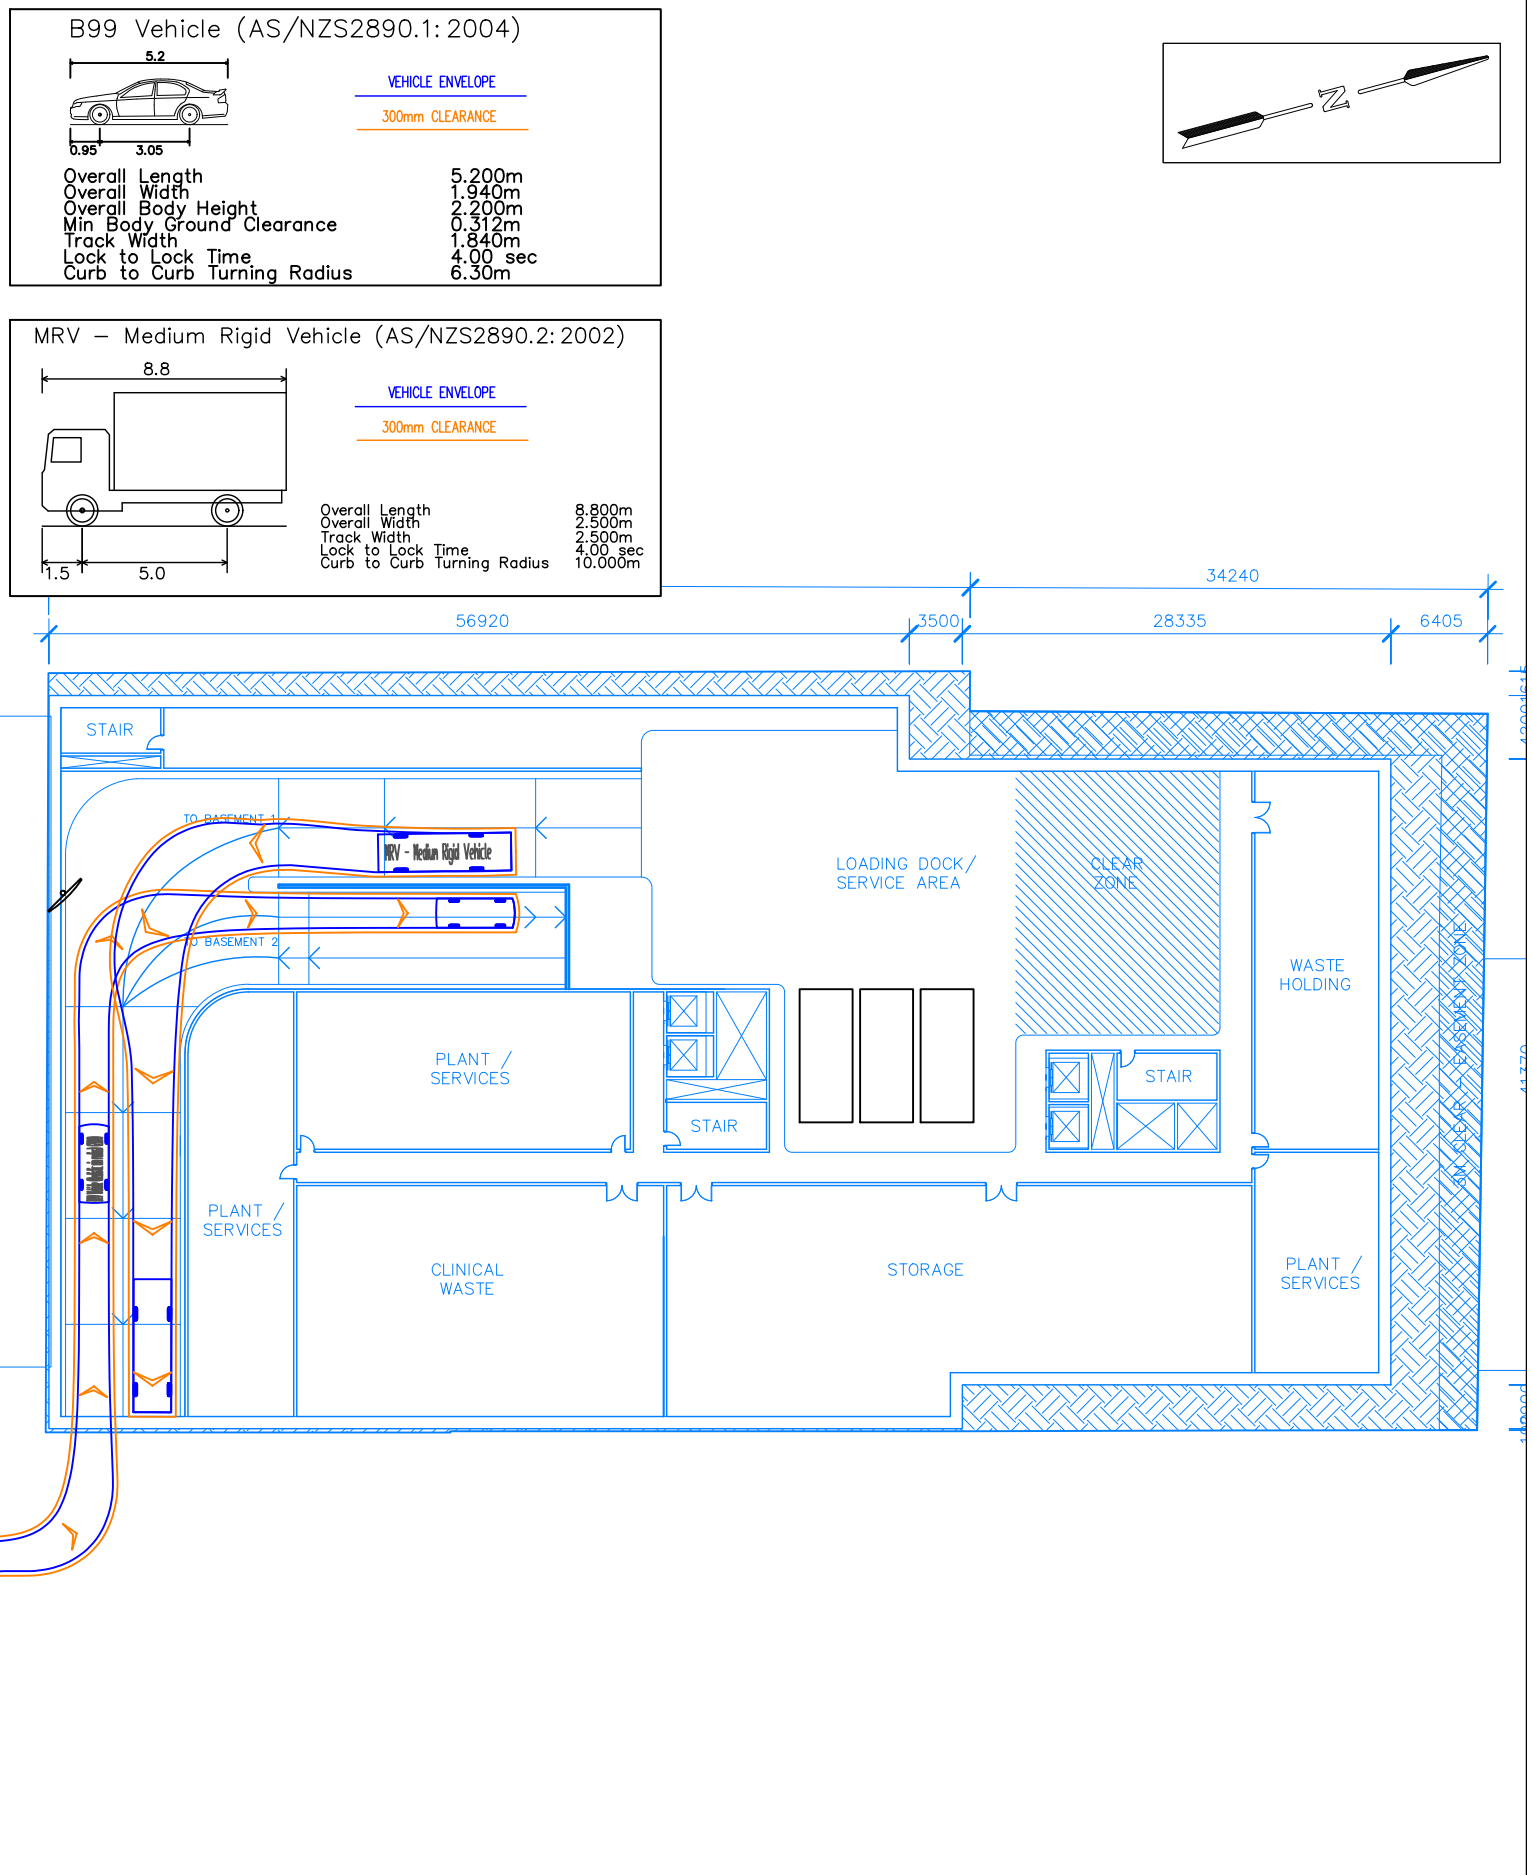 B99 Vehicle (AS/NZS2890.1:2004)
5.2
VEHICLE ENVELOPE
300mm CLEARANCE
0.95
3.05
Overall Length 5.200m
Overall Width 1.940m
Overall Body Height 2.200m
Min Body Ground Clearance 0.312m
Track Width 1.840m
Lock to Lock Time 4.00 sec
Curb to Curb Turning Radius 6.30m
N
MRV - Medium Rigid Vehicle (AS/NZS2890.2:2002)
8.8
VEHICLE ENVELOPE
300mm CLEARANCE
1.5
5.0
Overall Length 8.800m
Overall Width 2.500m
Track Width 2.500m
Lock to Lock Time 4.00 sec
Curb to Curb Turning Radius 10.000m
34240
56920
3500
28335
6405
STAIR
TO BASEMENT 1
MRV - Medium Rigid Vehicle
LOADING DOCK/
SERVICE AREA
CLEAR
ZONE
TO BASEMENT 2
WASTE
HOLDING
3M CLEAR - EASEMENT ZONE
PLANT /
SERVICES
STAIR
STAIR
PLANT /
SERVICES
CLINICAL
WASTE
STORAGE
PLANT /
SERVICES